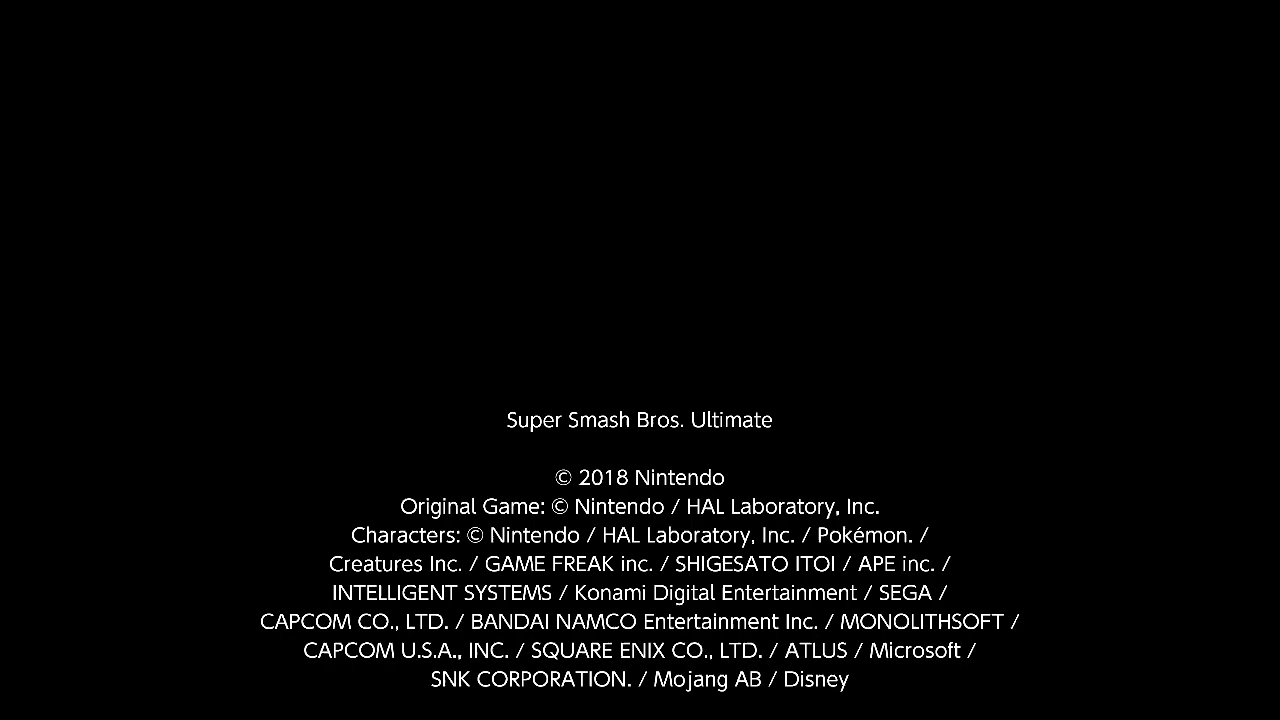 Super Smash Bros. Ultimate
© 2018 Nintendo
Original Game: © Nintendo / HAL Laboratory, Inc.
Characters: © Nintendo / HAL Laboratory, Inc. / Pokémon. /
Creatures Inc. / GAME FREAK inc. / SHIGESATO ITOI / APE inc. /
INTELLIGENT SYSTEMS / Konami Digital Entertainment / SEGA /
CAPCOM CO., LTD. / BANDAI NAMCO Entertainment Inc. / MONOLITHSOFT /
CAPCOM U.S.A., INC. / SQUARE ENIX CO., LTD. / ATLUS / Microsoft /
SNK CORPORATION. / Mojang AB / Disney